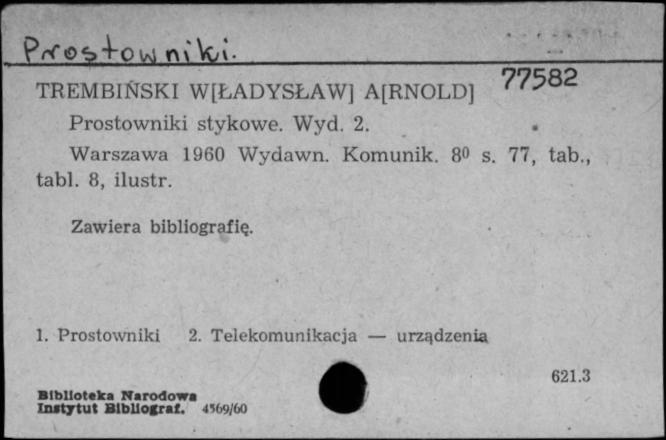 Prostowniki.
TREMBIŃSKI W[ŁADYSŁAW] A[RNOLD] 77582
Prostowniki stykowe. Wyd. 2.
Warszawa 1960 Wydawn. Komunik. 8⁰ s. 77, tab.,
tabl. 8, ilustr.
Zawiera bibliografię.
1. Prostowniki 2. Telekomunikacja — urządzenia
621.3
Biblioteka Narodowa
Instytut Bibliograf. 4569/60